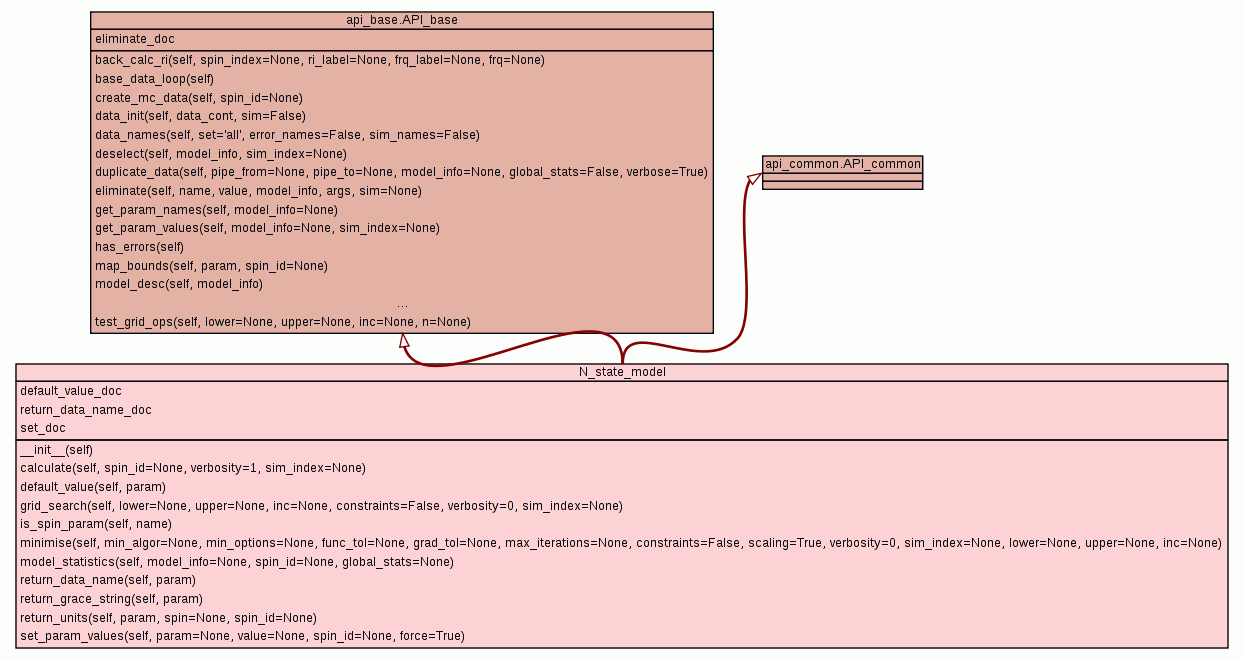 api_base.API_base
eliminate_doc
back_calc_ri(self, spin_index=None, ri_label=None, frq_label=None, frq=None)
base_data_loop(self)
create_mc_data(self, spin_id=None)
data_init(self, data_cont, sim=False)
data_names(self, set='all', error_names=False, sim_names=False)
deselect(self, model_info, sim_index=None)
duplicate_data(self, pipe_from=None, pipe_to=None, model_info=None, global_stats=False, verbose=True)
eliminate(self, name, value, model_info, args, sim=None)
get_param_names(self, model_info=None)
get_param_values(self, model_info=None, sim_index=None)
has_errors(self)
map_bounds(self, param, spin_id=None)
model_desc(self, model_info)
...
test_grid_ops(self, lower=None, upper=None, inc=None, n=None)
api_common.API_common
N_state_model
default_value_doc
return_data_name_doc
set_doc
__init__(self)
calculate(self, spin_id=None, verbosity=1, sim_index=None)
default_value(self, param)
grid_search(self, lower=None, upper=None, inc=None, constraints=False, verbosity=0, sim_index=None)
is_spin_param(self, name)
minimise(self, min_algor=None, min_options=None, func_tol=None, grad_tol=None, max_iterations=None, constraints=False, scaling=True, verbosity=0, sim_index=None, lower=None, upper=None, inc=None)
model_statistics(self, model_info=None, spin_id=None, global_stats=None)
return_data_name(self, param)
return_grace_string(self, param)
return_units(self, param, spin=None, spin_id=None)
set_param_values(self, param=None, value=None, spin_id=None, force=True)